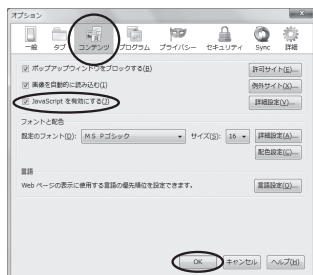 オプション
一般 タブ コンテンツ プログラム プライバシー セキュリティ Sync 詳細
ポップアップウィンドウをブロックする(B) 許可サイト(E)...
画像を自動的に読み込む(I) 例外サイト(X)...
JavaScript を有効にする(J) 詳細設定(V)...
フォントと配色
既定のフォント(D): MS Pゴシック サイズ(S): 16 詳細設定(A)...
配色設定(C)...
言語
Web ページの表示に使用する言語の優先順位を設定できます。 言語設定(O)...
OK キャンセル ヘルプ(H)